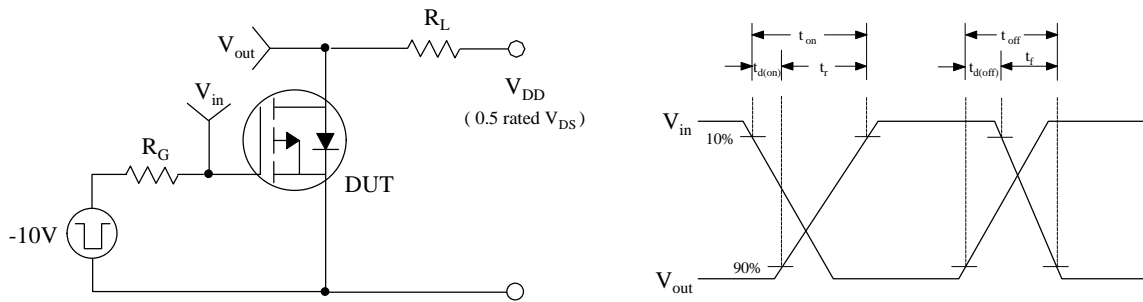 R_L
V_out
V_DD
( 0.5 rated V_DS )
V_in
R_G
DUT
-10V
t_on
t_off
t_d(on)
t_r
t_d(off)
t_f
V_in
10%
90%
V_out